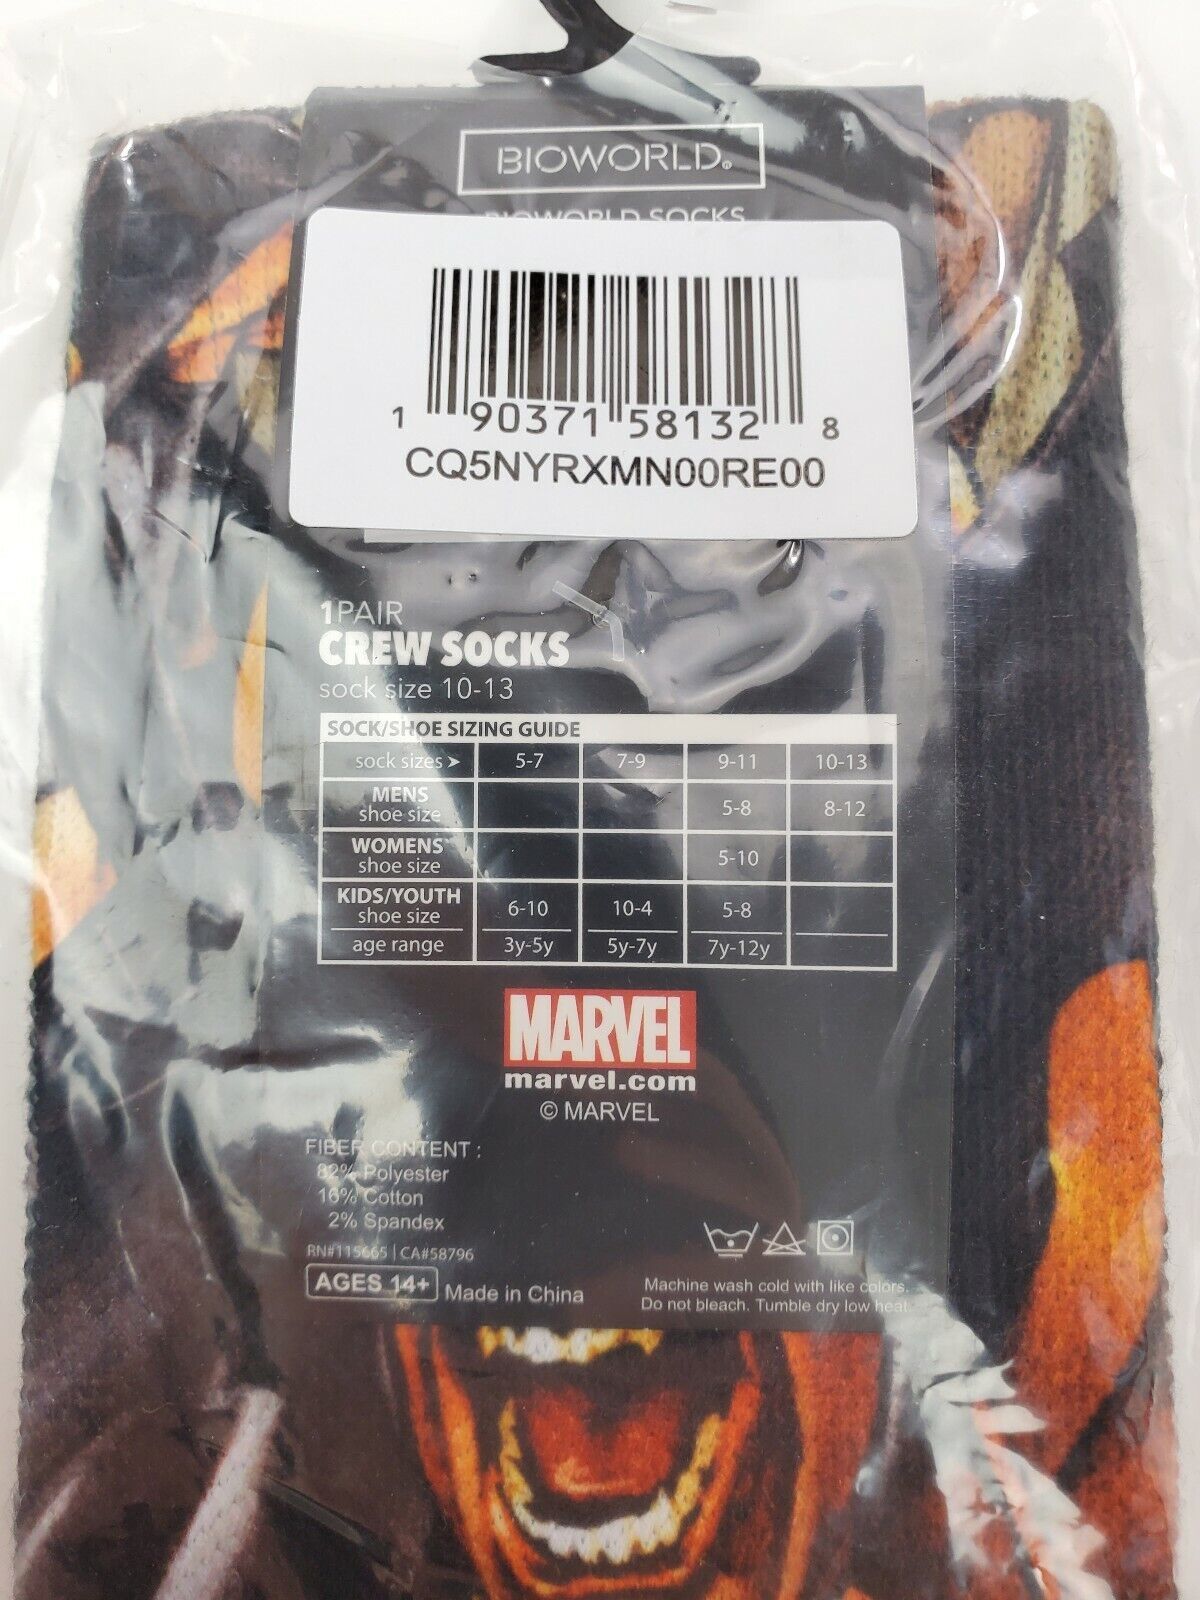 BIOWORLD®
BIOWORLD SOCKS
1 90371 58132 8
CQ5NYRXMN00RE00
1PAIR
CREW SOCKS
sock size 10-13
SOCK/SHOE SIZING GUIDE
sock sizes ➤ 5-7 7-9 9-11 10-13
MENS
shoe size 5-8 8-12
WOMENS
shoe size 5-10
KIDS/YOUTH
shoe size 6-10 10-4 5-8
age range 3y-5y 5y-7y 7y-12y
MARVEL
marvel.com
© MARVEL
FIBER CONTENT :
82% Polyester
16% Cotton
2% Spandex
RN#115665 | CA#58796
AGES 14+ Made in China
Machine wash cold with like colors.
Do not bleach. Tumble dry low heat